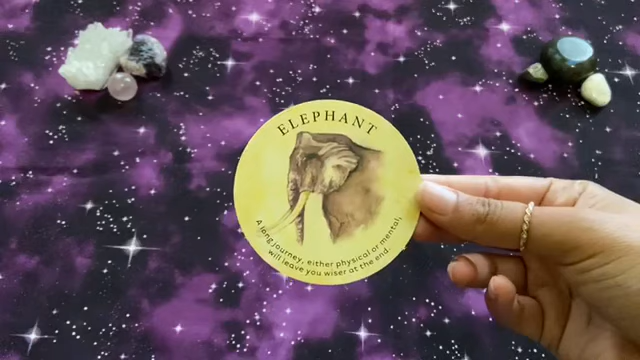 ELEPHANT
A long journey, either physical or mental,
will leave you wiser at the end.